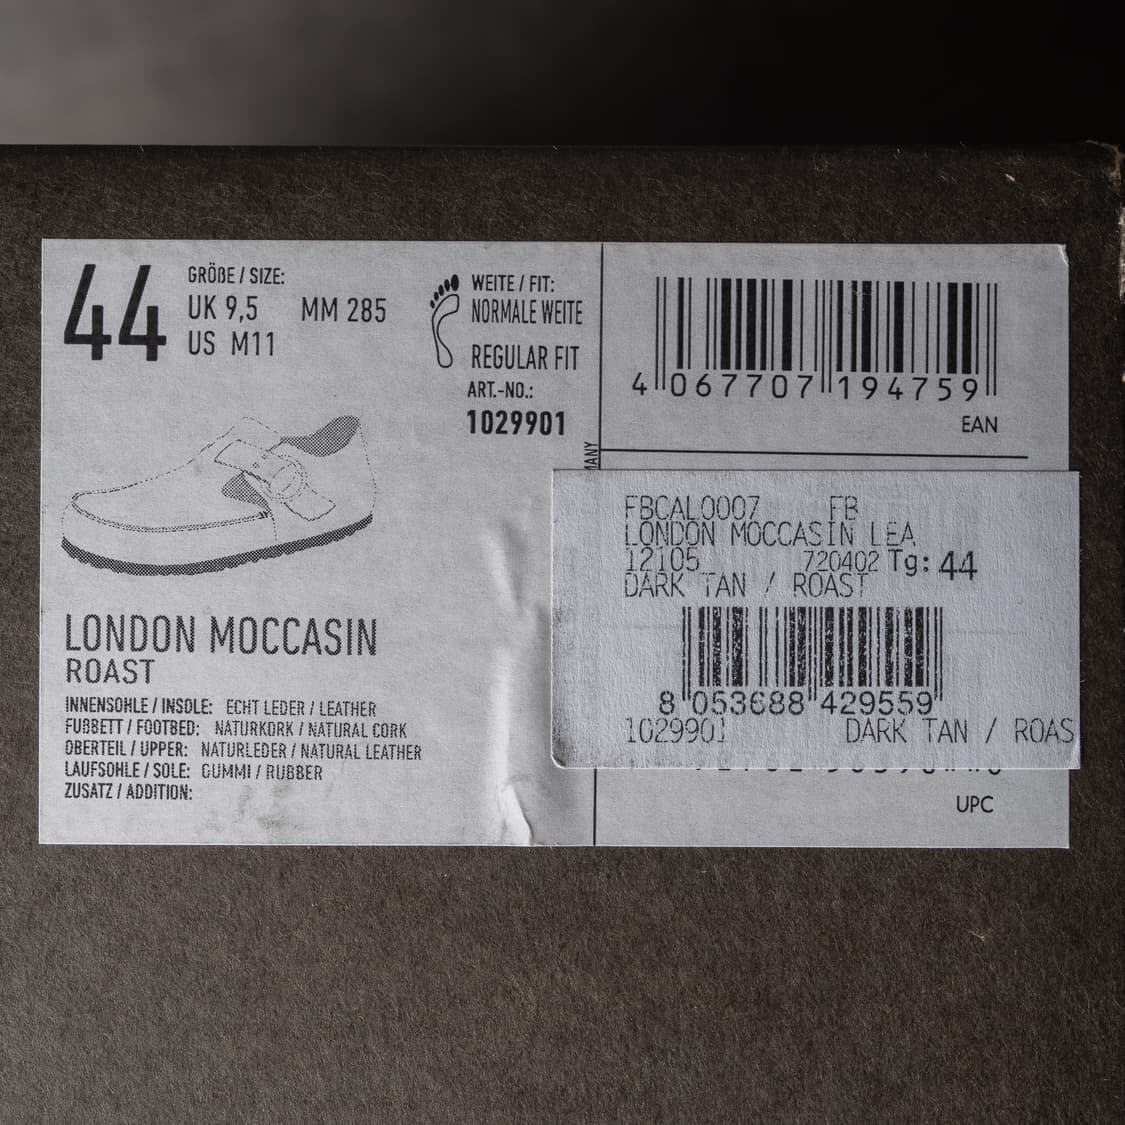 44
GRÖßE / SIZE:
UK 9,5 MM 285
US M11
WEITE / FIT:
NORMALE WEITE
REGULAR FIT
ART.-NO.:
1029901
LONDON MOCCASIN
ROAST
INNENSOHLE / INSOLE: ECHT LEDER / LEATHER
FUßBETT / FOOTBED: NATURKORK / NATURAL CORK
OBERTEIL / UPPER: NATURLEDER / NATURAL LEATHER
LAUFSOHLE / SOLE: GUMMI / RUBBER
ZUSATZ / ADDITION:
4 067707 194759
EAN
FBCAL0007 FB
LONDON MOCCASIN LEA
12105 720402 Tg: 44
DARK TAN / ROAST
8 053688 429559
1029901 DARK TAN / ROAS
UPC